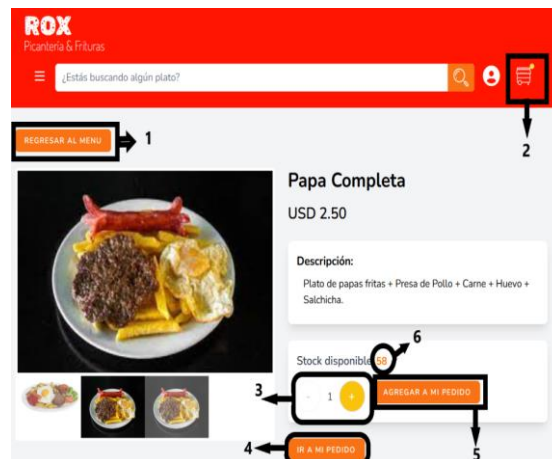 ROX
Picantería & Frituras
¿Estás buscando algún plato?
REGRESAR AL MENU
1
2
Papa Completa
USD 2.50
Descripción:
Plato de papas fritas + Presa de Pollo + Carne + Huevo +
Salchicha.
6
Stock disponible 58
3
- 1 +
AGREGAR A MI PEDIDO
4
IR A MI PEDIDO
5